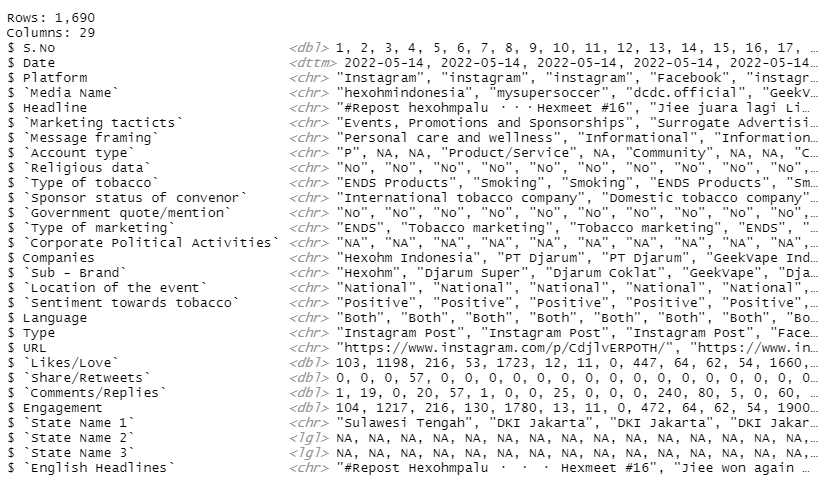 Rows: 1,690
Columns: 29
$ S.No <dbl> 1, 2, 3, 4, 5, 6, 7, 8, 9, 10, 11, 12, 13, 14, 15, 16, 17, …
$ Date <dttm> 2022-05-14, 2022-05-14, 2022-05-14, 2022-05-14, 2022-05-14…
$ Platform <chr> "Instagram", "instagram", "instagram", "Facebook", "instagr…
$ `Media Name` <chr> "hexohmindonesia", "mysupersoccer", "dcdc.official", "GeekV…
$ Headline <chr> "#Repost hexohmpalu · · · Hexmeet #16", "Jiee juara lagi Li…
$ `Marketing tacticts` <chr> "Events, Promotions and Sponsorships", "Surrogate Advertisi…
$ `Message framing` <chr> "Personal care and wellness", "Informational", "Information…
$ `Account type` <chr> "P", NA, NA, "Product/Service", NA, "Community", NA, NA, "C…
$ `Religious data` <chr> "No", "No", "No", "No", "No", "No", "No", "No", "No", "No",…
$ `Type of tobacco` <chr> "ENDS Products", "Smoking", "Smoking", "ENDS Products", "Sm…
$ `Sponsor status of convenor` <chr> "International tobacco company", "Domestic tobacco company"…
$ `Government quote/mention` <chr> "No", "No", "No", "No", "No", "No", "No", "No", "No", "No",…
$ `Type of marketing` <chr> "ENDS", "Tobacco marketing", "Tobacco marketing", "ENDS", "…
$ `Corporate Political Activities` <chr> "NA", "NA", "NA", "NA", "NA", "NA", "NA", "NA", "NA", "NA",…
$ Companies <chr> "Hexohm Indonesia", "PT Djarum", "PT Djarum", "GeekVape Ind…
$ `Sub - Brand` <chr> "Hexohm", "Djarum Super", "Djarum Coklat", "GeekVape", "Dja…
$ `Location of the event` <chr> "National", "National", "National", "National", "National",…
$ `Sentiment towards tobacco` <chr> "Positive", "Positive", "Positive", "Positive", "Positive",…
$ Language <chr> "Both", "Both", "Both", "Both", "Both", "Both", "Both", "Bo…
$ Type <chr> "Instagram Post", "Instagram Post", "Instagram Post", "Face…
$ URL <chr> "https://www.instagram.com/p/CdjlvERPOTH/", "https://www.in…
$ `Likes/Love` <dbl> 103, 1198, 216, 53, 1723, 12, 11, 0, 447, 64, 62, 54, 1660,…
$ `Share/Retweets` <dbl> 0, 0, 0, 57, 0, 0, 0, 0, 0, 0, 0, 0, 0, 0, 0, 0, 0, 0, 0, 0…
$ `Comments/Replies` <dbl> 1, 19, 0, 20, 57, 1, 0, 0, 25, 0, 0, 0, 240, 80, 5, 0, 60, …
$ Engagement <dbl> 104, 1217, 216, 130, 1780, 13, 11, 0, 472, 64, 62, 54, 1900…
$ `State Name 1` <chr> "Sulawesi Tengah", "DKI Jakarta", "DKI Jakarta", "DKI Jakar…
$ `State Name 2` <lgl> NA, NA, NA, NA, NA, NA, NA, NA, NA, NA, NA, NA, NA, NA, NA,…
$ `State Name 3` <lgl> NA, NA, NA, NA, NA, NA, NA, NA, NA, NA, NA, NA, NA, NA, NA,…
$ `English Headlines` <chr> "#Repost Hexohmpalu · · · Hexmeet #16", "Jiee won again …